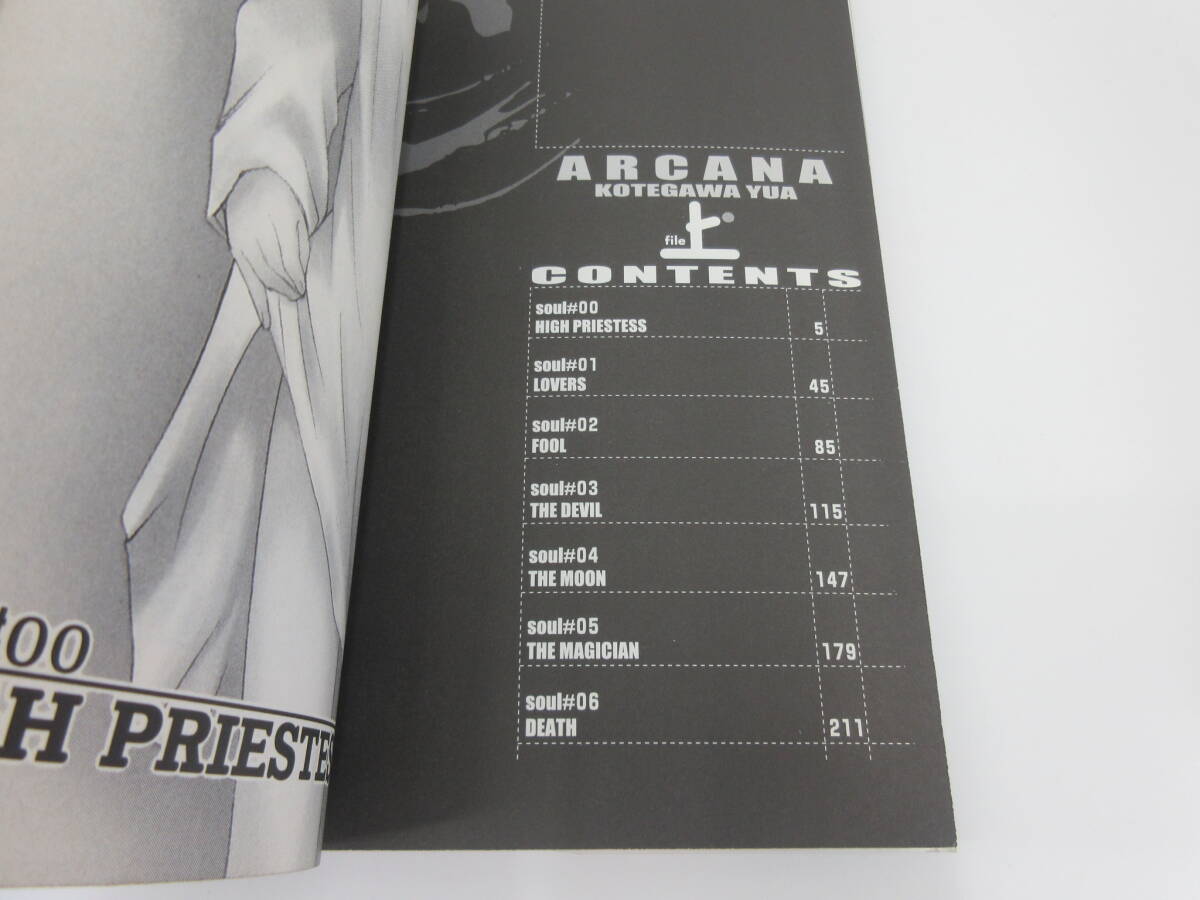 #00
H PRIESTES
ARCANA
KOTEGAWA YUA
file 上
CONTENTS
soul#00
HIGH PRIESTESS 5
soul#01
LOVERS 45
soul#02
FOOL 85
soul#03
THE DEVIL 115
soul#04
THE MOON 147
soul#05
THE MAGICIAN 179
soul#06
DEATH 211